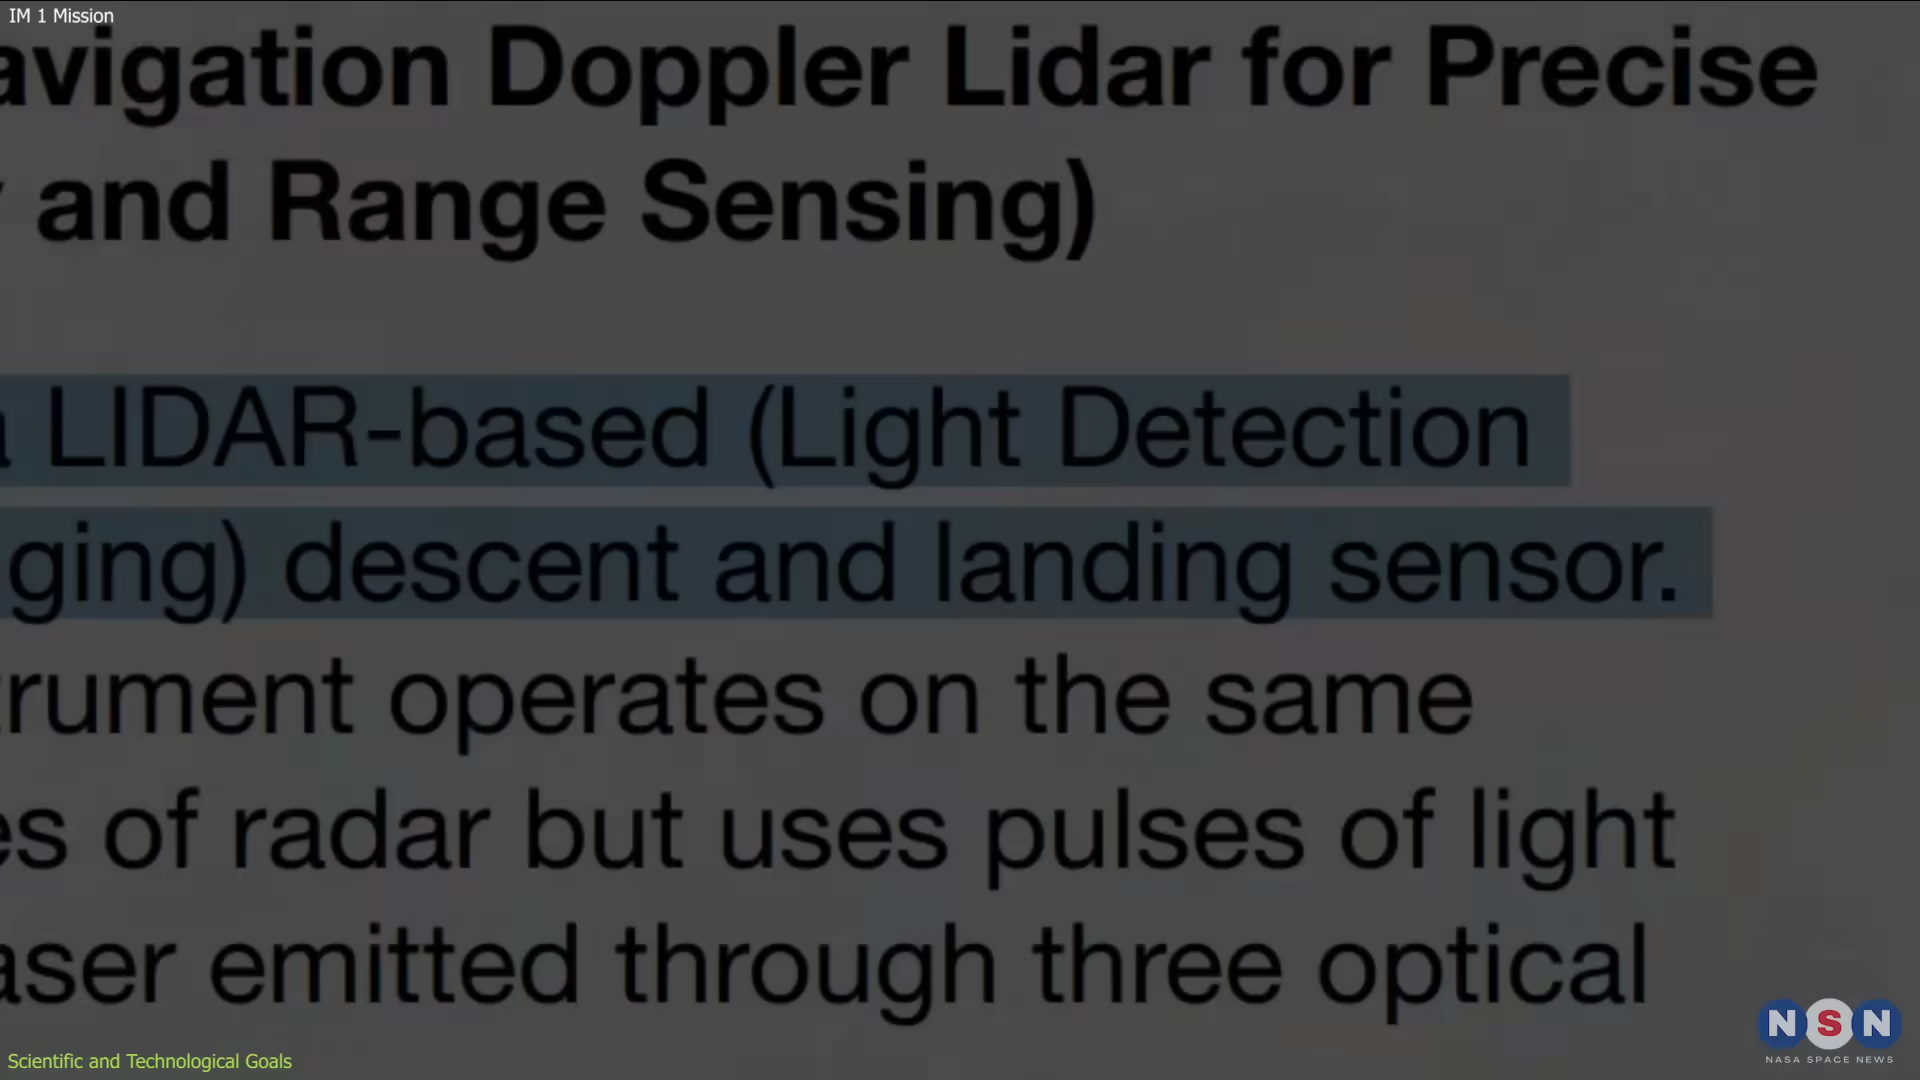 IM 1 Mission
avigation Doppler Lidar for Precise
and Range Sensing)
LIDAR-based (Light Detection
ging) descent and landing sensor.
trument operates on the same
es of radar but uses pulses of light
aser emitted through three optical
NSN
NASA SPACE NEWS
Scientific and Technological Goals